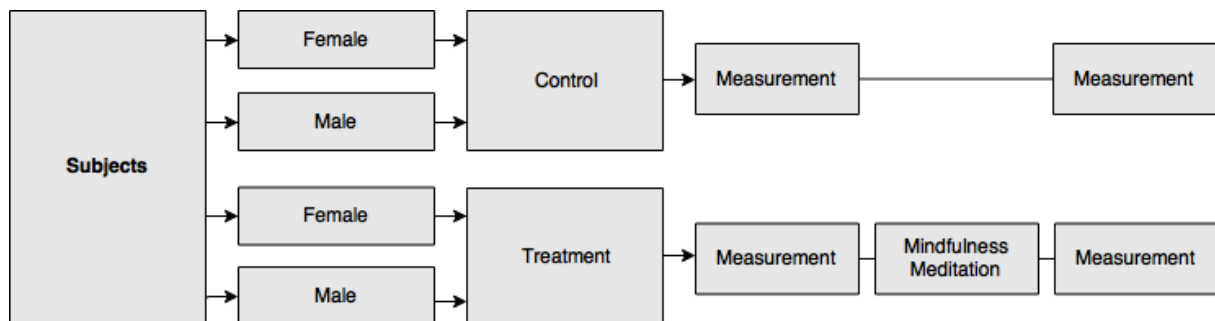 Subjects
Female
Male
Control
Measurement
Measurement
Female
Male
Treatment
Measurement
Mindfulness
Meditation
Measurement